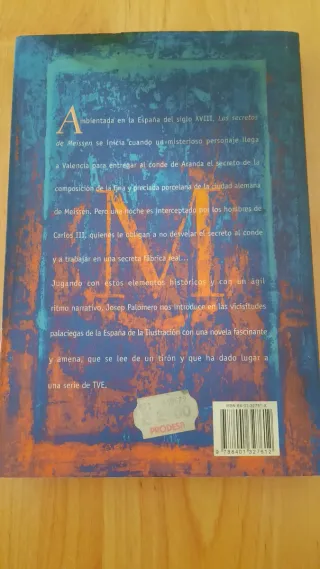 Ambientada en la España del siglo XVIII, Los secretos
de Meissen se inicia cuando un misterioso personaje llega
a Valencia para entregar al conde de Aranda el secreto de la
composición de la fina y preciada porcelana de la ciudad alemana
de Meissen. Pero una noche es interceptado por los hombres de
Carlos III, quienes le obligan a no desvelar el secreto al conde
y a trabajar en una secreta fábrica real...
Jugando con estos elementos históricos y con un ágil
ritmo narrativo, Josep Palomero nos introduce en las vicisitudes
palaciegas de la España de la Ilustración con una novela fascinante
y amena, que se lee de un tirón y que ha dado lugar a
una serie de TVE.
M
PRODESA